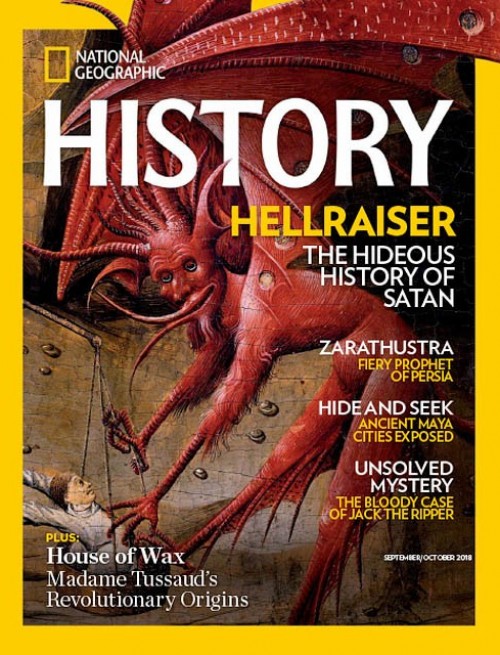 NATIONAL
GEOGRAPHIC
HISTORY
HELLRAISER
THE HIDEOUS
HISTORY OF
SATAN
ZARATHUSTRA
FIERY PROPHET
OF PERSIA
HIDE AND SEEK
ANCIENT MAYA
CITIES EXPOSED
UNSOLVED
MYSTERY
THE BLOODY CASE
OF JACK THE RIPPER
PLUS:
House of Wax
Madame Tussaud's
Revolutionary Origins
SEPTEMBER/OCTOBER 2018